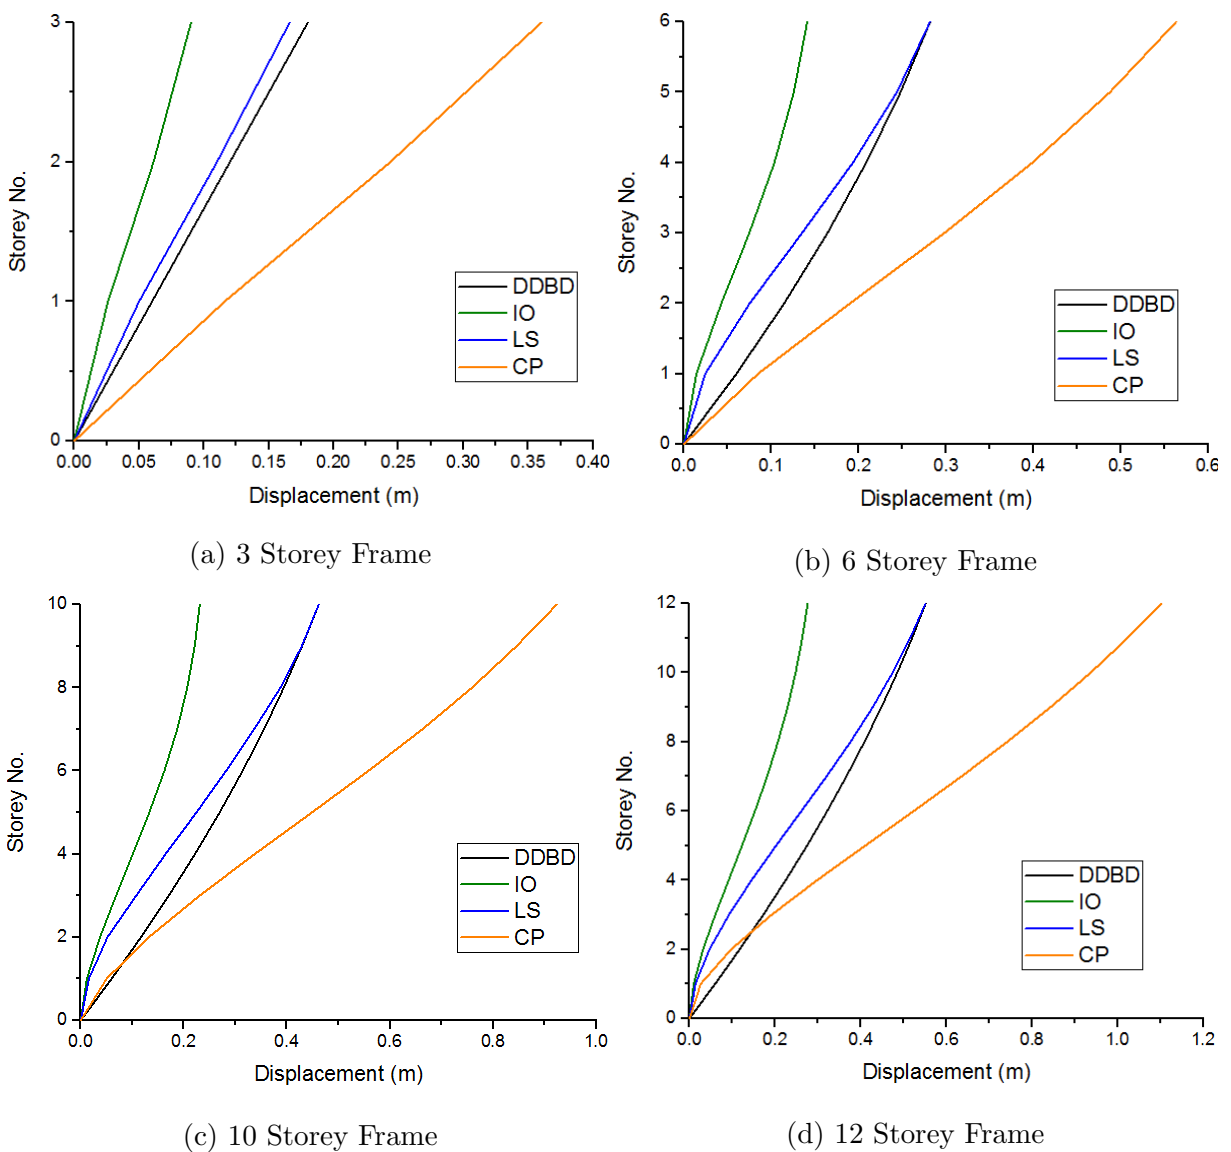 3
2
1
0
Storey No.
0.00 0.05 0.10 0.15 0.20 0.25 0.30 0.35 0.40
Displacement (m)
DDBD
IO
LS
CP
(a) 3 Storey Frame
6
5
4
3
2
1
0
Storey No.
0.0 0.1 0.2 0.3 0.4 0.5 0.6
Displacement (m)
DDBD
IO
LS
CP
(b) 6 Storey Frame
10
8
6
4
2
0
Storey No.
0.0 0.2 0.4 0.6 0.8 1.0
Displacement (m)
DDBD
IO
LS
CP
(c) 10 Storey Frame
12
10
8
6
4
2
0
Storey No.
0.0 0.2 0.4 0.6 0.8 1.0 1.2
Displacement (m)
DDBD
IO
LS
CP
(d) 12 Storey Frame